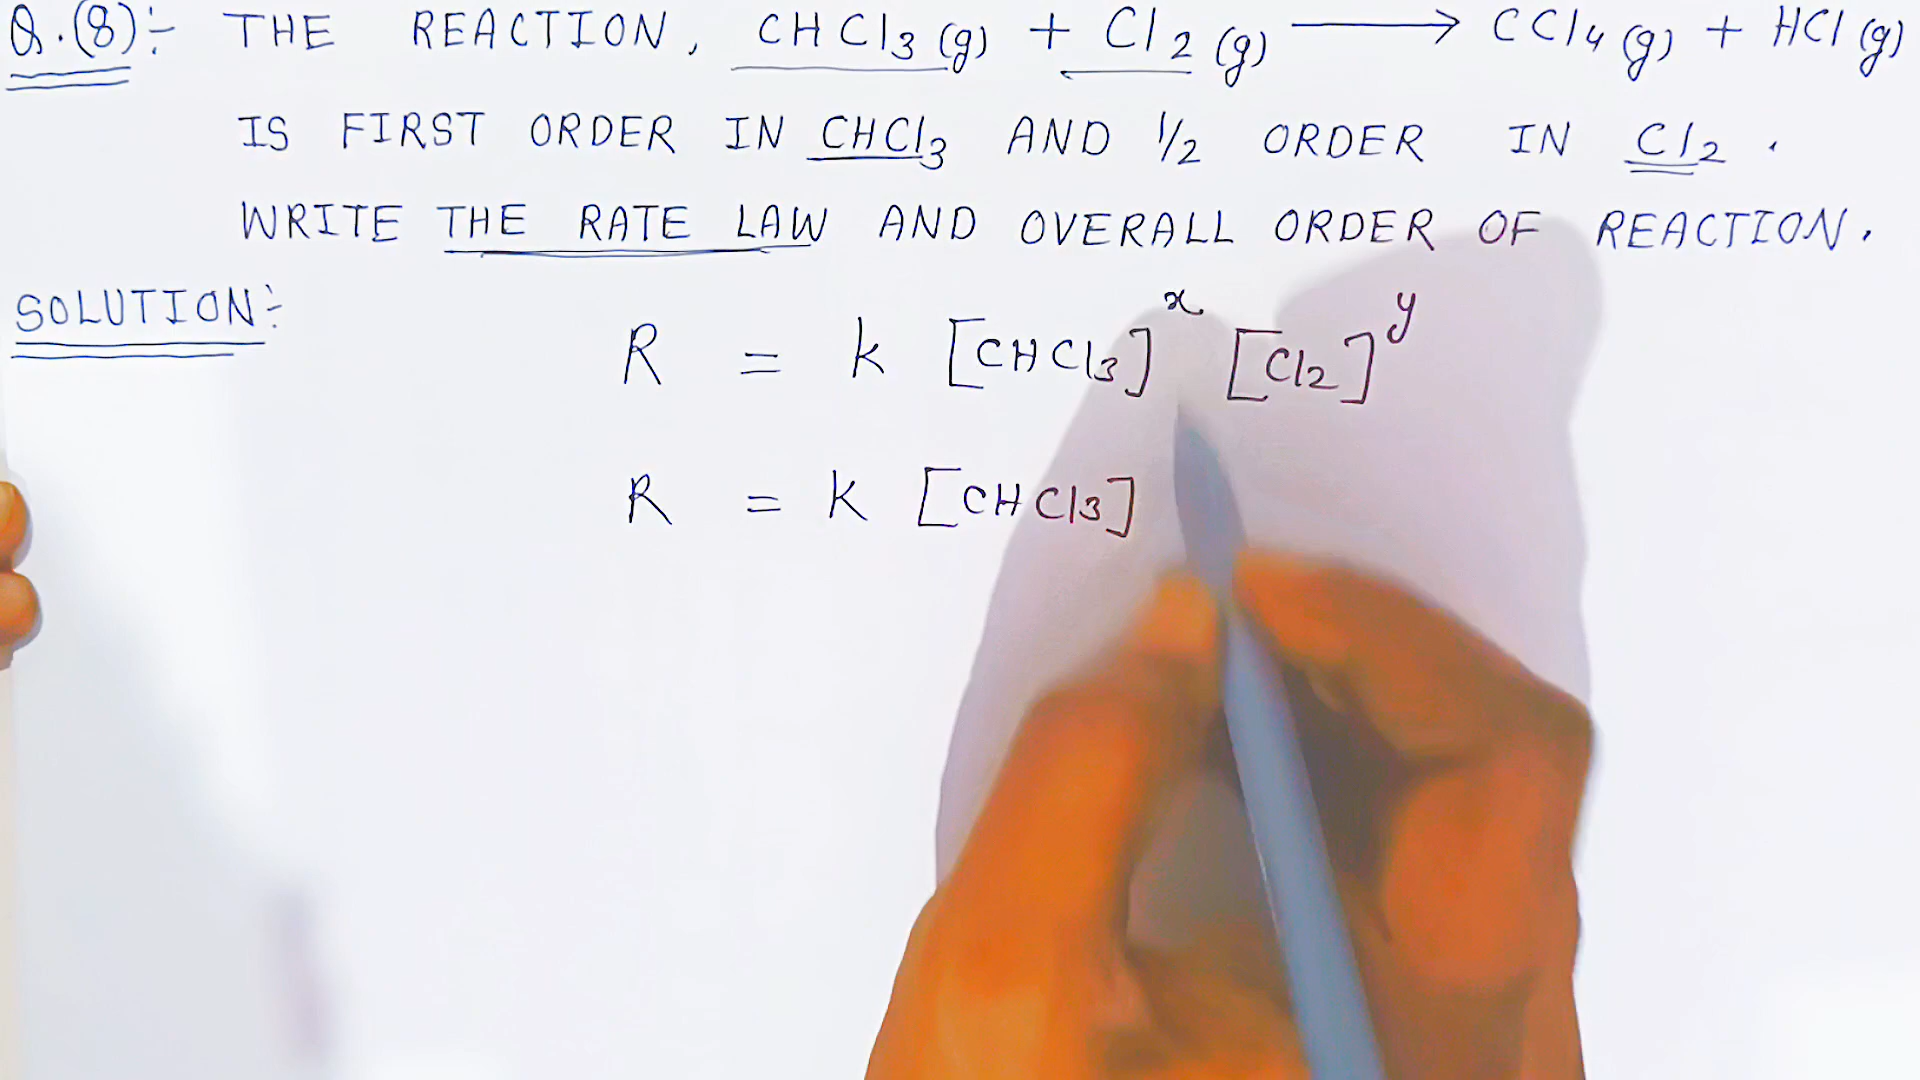 Q.(8):- THE REACTION, CHCl3 (g) + Cl2 (g) ⟶ CCl4 (g) + HCl (g)
IS FIRST ORDER IN CHCl3 AND 1/2 ORDER IN Cl2.
WRITE THE RATE LAW AND OVERALL ORDER OF REACTION.
SOLUTION:-
R = k [CHCl3]^x [Cl2]^y
R = k [CHCl3]